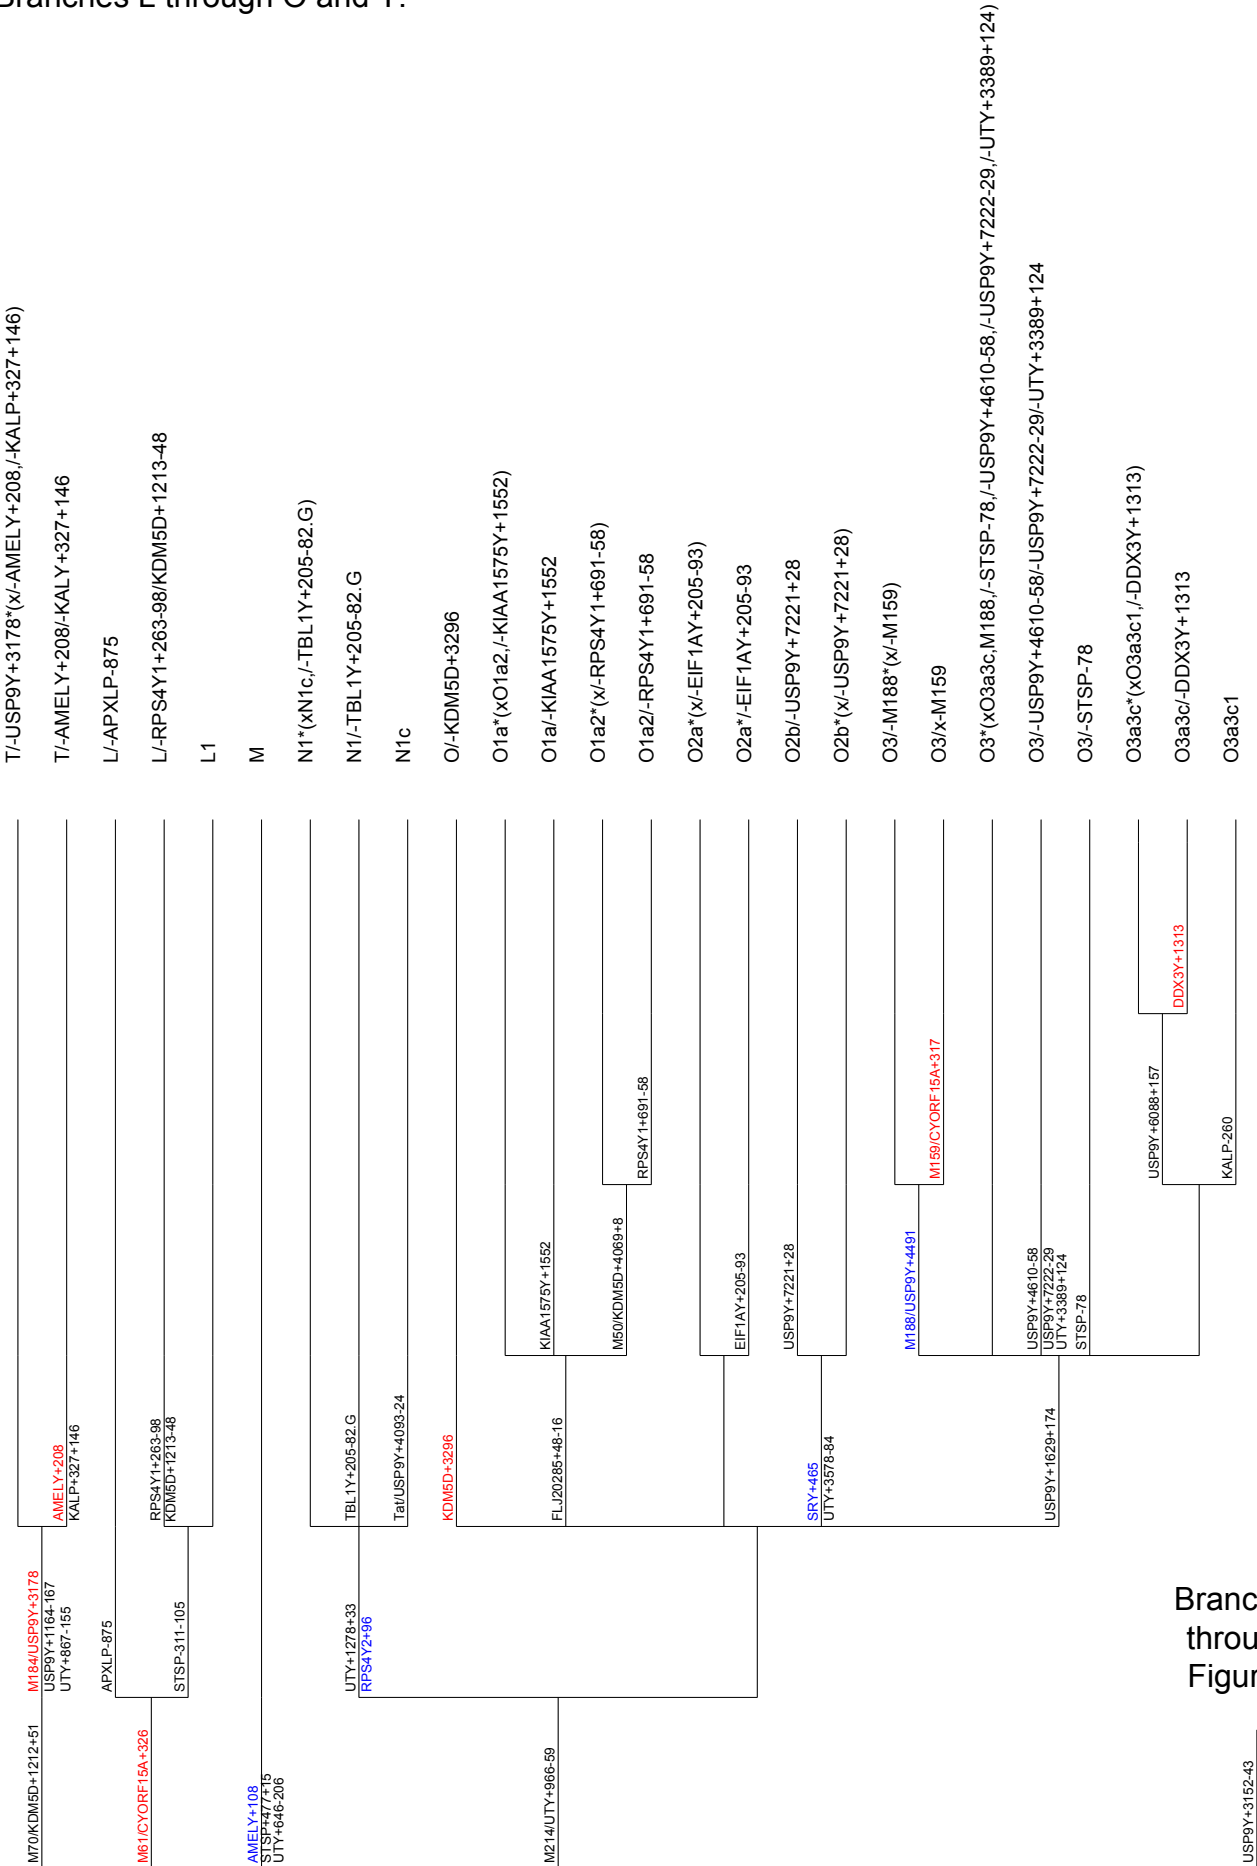 Branches L through O and T.
T/-USP9Y+3178*(x/-AMELY+208,/-KALP+327+146)
T/-AMELY+208/-KALY+327+146
L/-APXLP-875
L/-RPS4Y1+263-98/KDM5D+1213-48
L1
M
N1*(xN1c,/-TBL1Y+205-82.G)
N1/-TBL1Y+205-82.G
N1c
O/-KDM5D+3296
O1a*(xO1a2,/-KIAA1575Y+1552)
O1a/-KIAA1575Y+1552
O1a2*(x/-RPS4Y1+691-58)
O1a2/-RPS4Y1+691-58
O2a*(x/-EIF1AY+205-93)
O2a*/-EIF1AY+205-93
O2b/-USP9Y+7221+28
O2b*(x/-USP9Y+7221+28)
O3/-M188*(x/-M159)
O3/x-M159
O3*(xO3a3c,M188,/-STSP-78,/-USP9Y+4610-58,/-USP9Y+7222-29,/-UTY+3389+124)
O3/-USP9Y+4610-58/-USP9Y+7222-29/-UTY+3389+124
O3/-STSP-78
O3a3c*(xO3a3c1,/-DDX3Y+1313)
O3a3c/-DDX3Y+1313
O3a3c1
DDX3Y+1313
M159/CYORF15A+317
USP9Y+6088+157
RPS4Y1+691-58
KALP-260
KIAA1575Y+1552
M50/KDM5D+4069+8
EIF1AY+205-93
USP9Y+7221+28
M188/USP9Y+4491
USP9Y+4610-58
USP9Y+7222-29
UTY+3389+124
STSP-78
AMELY+208
KALP+327+146
RPS4Y1+263-98
KDM5D+1213-48
TBL1Y+205-82.G
Tat/USP9Y+4093-24
KDM5D+3296
FLJ20285+48-16
SRY+465
UTY+3578-84
USP9Y+1629+174
M184/USP9Y+3178
USP9Y+1164-167
UTY+867-155
APXLP-875
STSP-311-105
UTY+1278+33
RPS4Y2+96
Branc
throu
Figur
M70/KDM5D+1212+51
M61/CYORF15A+326
AMELY+108
STSP+477+15
UTY+646-206
M214/UTY+966-59
USP9Y+3152-43